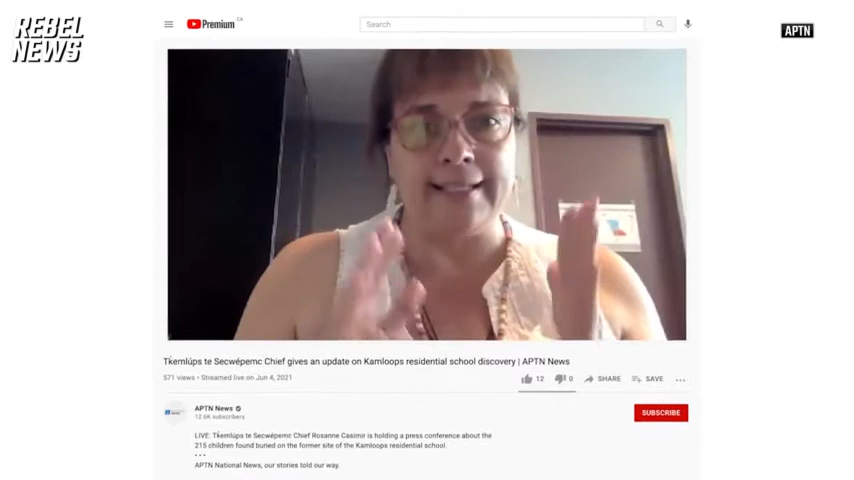 REBEL
NEWS
Premium
CA
Search
APTN
Tk̓emlúps te Secwépemc Chief gives an update on Kamloops residential school discovery | APTN News
571 views • Streamed live on Jun 4, 2021
12
0
SHARE
SAVE
APTN News
12.6K subscribers
SUBSCRIBE
LIVE: Tk̓emlúps te Secwépemc Chief Rosanne Casimir is holding a press conference about the
215 children found buried on the former site of the Kamloops residential school.
• • •
APTN National News, our stories told our way.